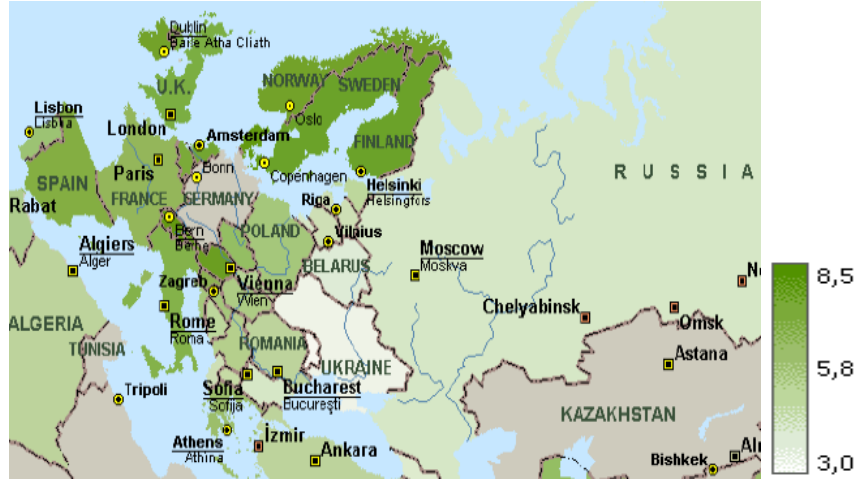 Dublin
Baile Atha Cliath
U.K.
NORWAY
SWEDEN
Lisbon
Lisboa
London
Oslo
Amsterdam
FINLAND
Paris
Bonn
Copenhagen
RUSSIA
SPAIN
FRANCE
GERMANY
Helsinki
Helsingfors
Rabat
Riga
Bern
Berne
POLAND
Vilnius
Algiers
Alger
BELARUS
Moscow
Moskva
Zagreb
Vienna
Wien
8,5
Chelyabinsk
Omsk
ALGERIA
Rome
Roma
TUNISIA
ROMANIA
UKRAINE
Astana
5,8
Tripoli
Sofia
Sofija
Bucharest
Bucureşti
KAZAKHSTAN
Athens
Athina
İzmir
Ankara
Bishkek
3,0